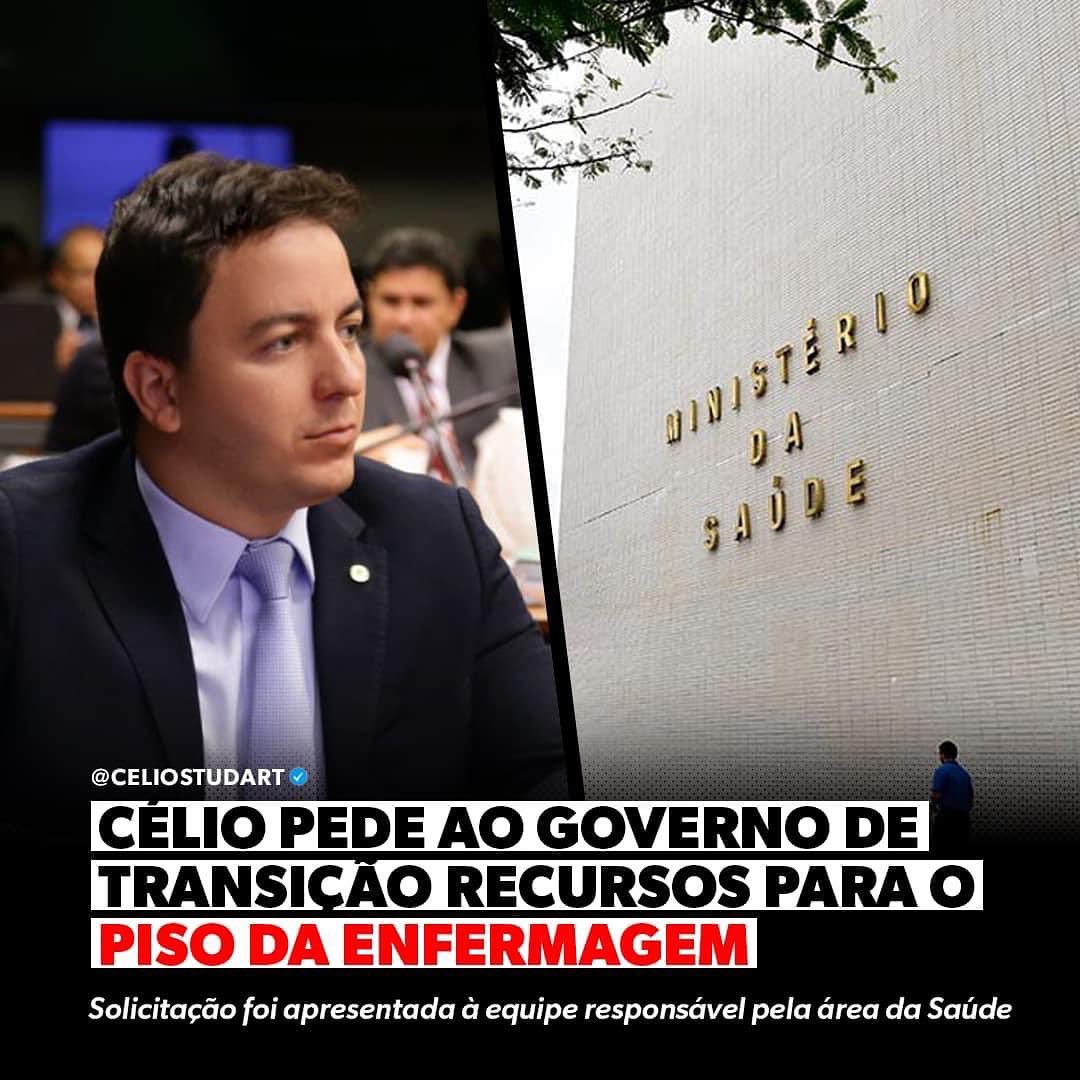 MINISTÉRIO
DA
SAÚDE
@CELIOSTUDART
CÉLIO PEDE AO GOVERNO DE
TRANSIÇÃO RECURSOS PARA O
PISO DA ENFERMAGEM
Solicitação foi apresentada à equipe responsável pela área da Saúde